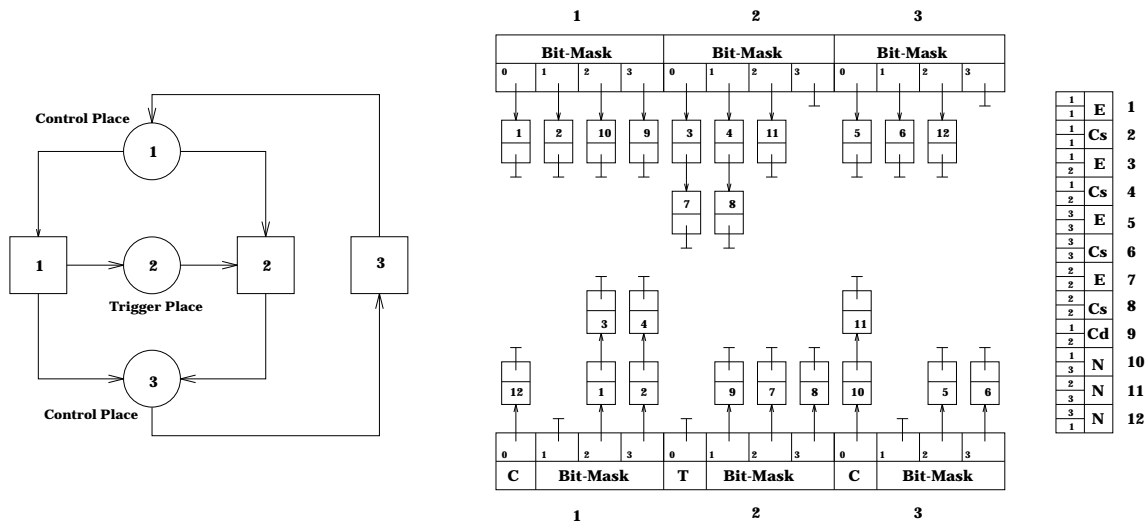 1 2 3
Bit-Mask Bit-Mask Bit-Mask
0 1 2 3 0 1 2 3 0 1 2 3
1 2 10 9 3 4 11 5 6 12
7 8
Control Place
1
1 2 3
2
Trigger Place
3
Control Place
3 4 11
12 1 2 9 7 8 10 5 6
0 1 2 3 0 1 2 3 0 1 2 3
C Bit-Mask T Bit-Mask C Bit-Mask
1 2 3
1 1 E 1
1 1 Cs 2
1 2 E 3
1 2 Cs 4
3 3 E 5
3 3 Cs 6
2 2 E 7
2 2 Cs 8
1 2 Cd 9
1 3 N 10
2 3 N 11
3 1 N 12